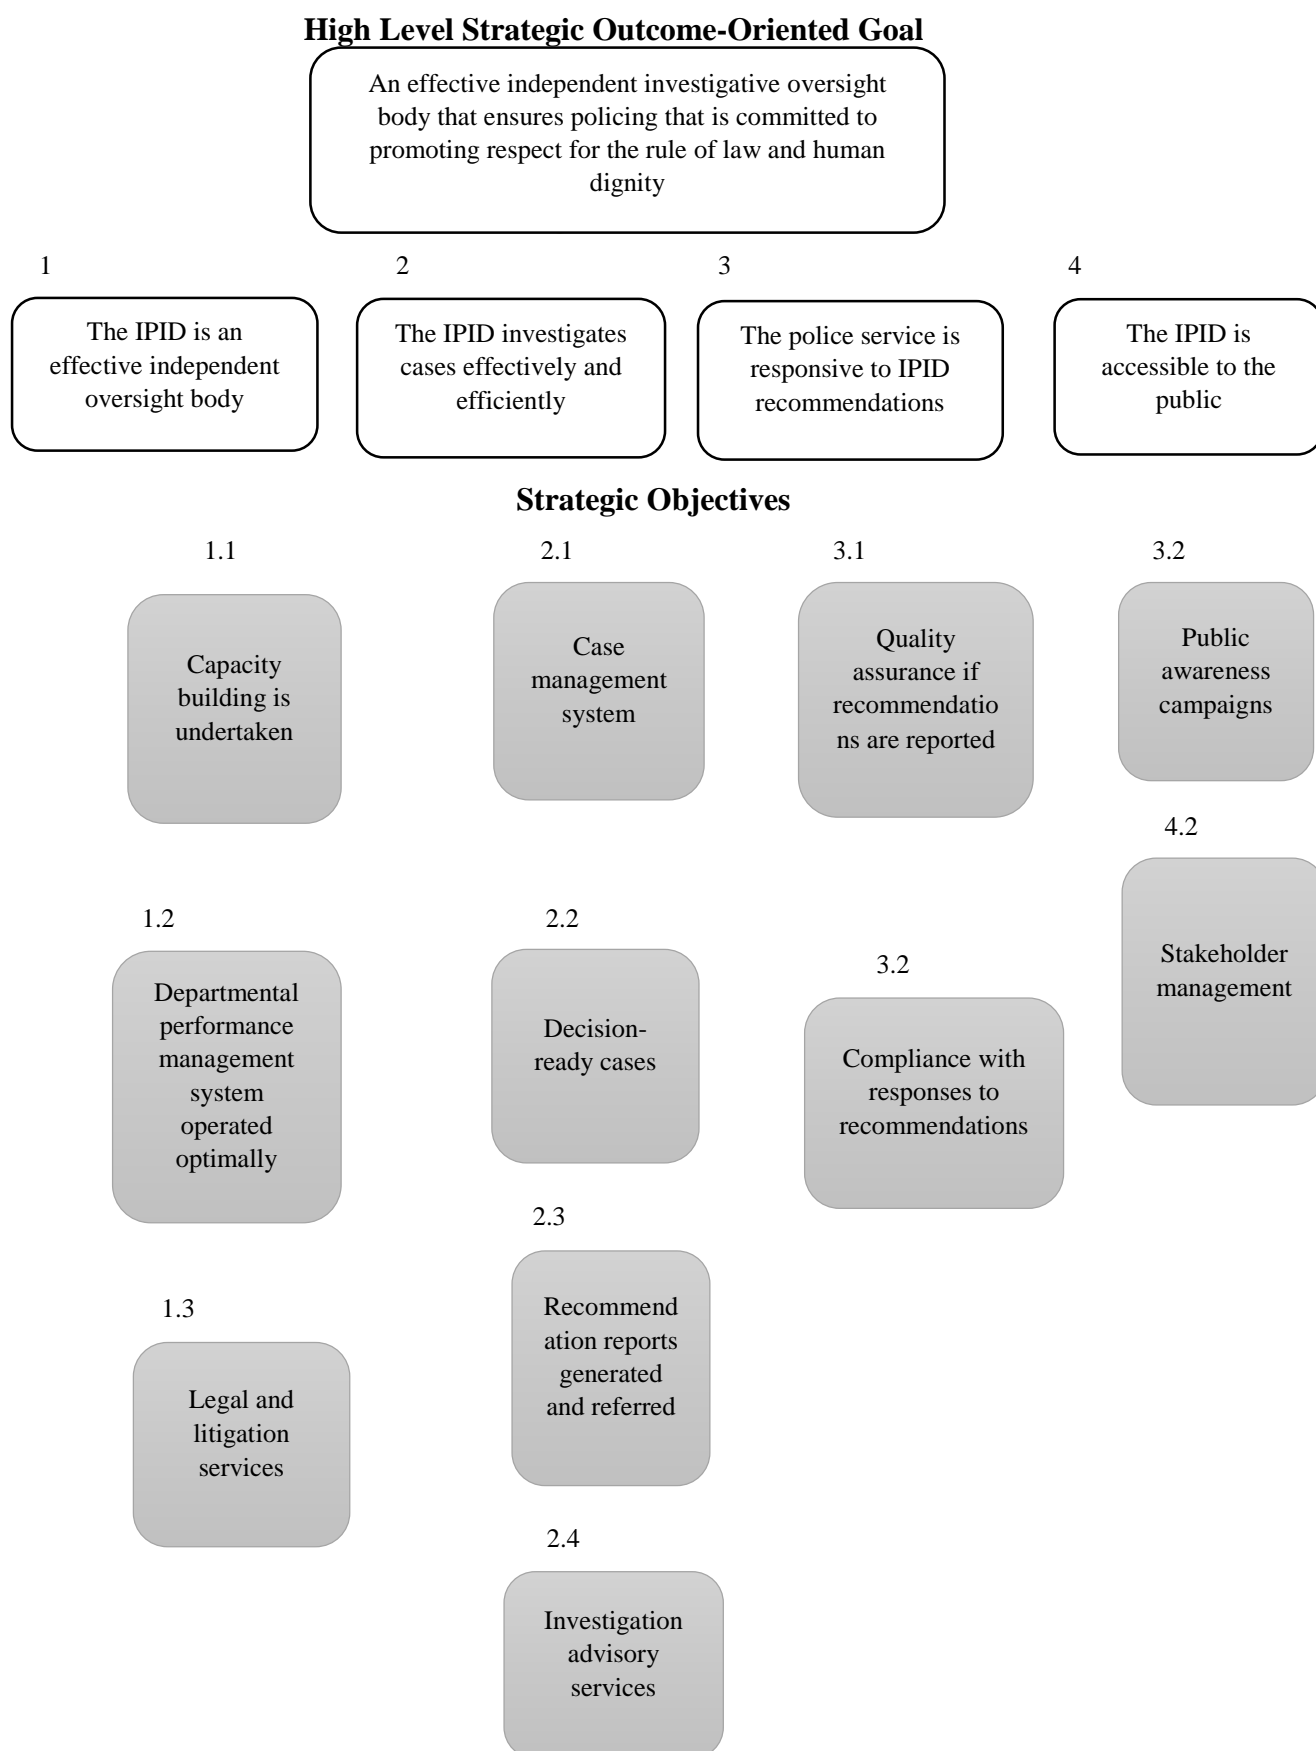 High Level Strategic Outcome-Oriented Goal
An effective independent investigative oversight
body that ensures policing that is committed to
promoting respect for the rule of law and human
dignity
1
2
3
4
The IPID is an
effective independent
oversight body
The IPID investigates
cases effectively and
efficiently
The police service is
responsive to IPID
recommendations
The IPID is
accessible to the
public
Strategic Objectives
1.1
2.1
3.1
3.2
Capacity
building is
undertaken
Case
management
system
Quality
assurance if
recommendatio
ns are reported
Public
awareness
campaigns
4.2
Stakeholder
management
1.2
Departmental
performance
management
system
operated
optimally
2.2
Decision-
ready cases
3.2
Compliance with
responses to
recommendations
2.3
Recommend
ation reports
generated
and referred
1.3
Legal and
litigation
services
2.4
Investigation
advisory
services